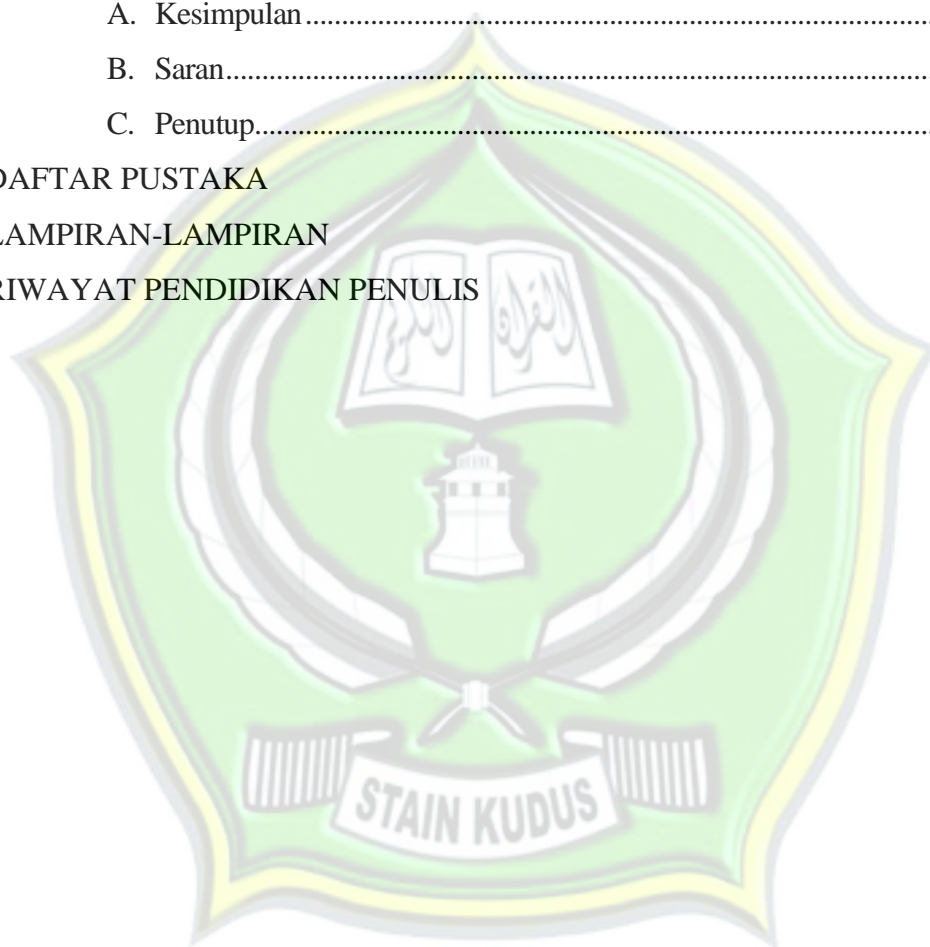 A. Kesimpulan................................................................................................
B. Saran............................................................................................................
C. Penutup........................................................................................................
DAFTAR PUSTAKA
LAMPIRAN-LAMPIRAN
RIWAYAT PENDIDIKAN PENULIS
STAIN KUDUS